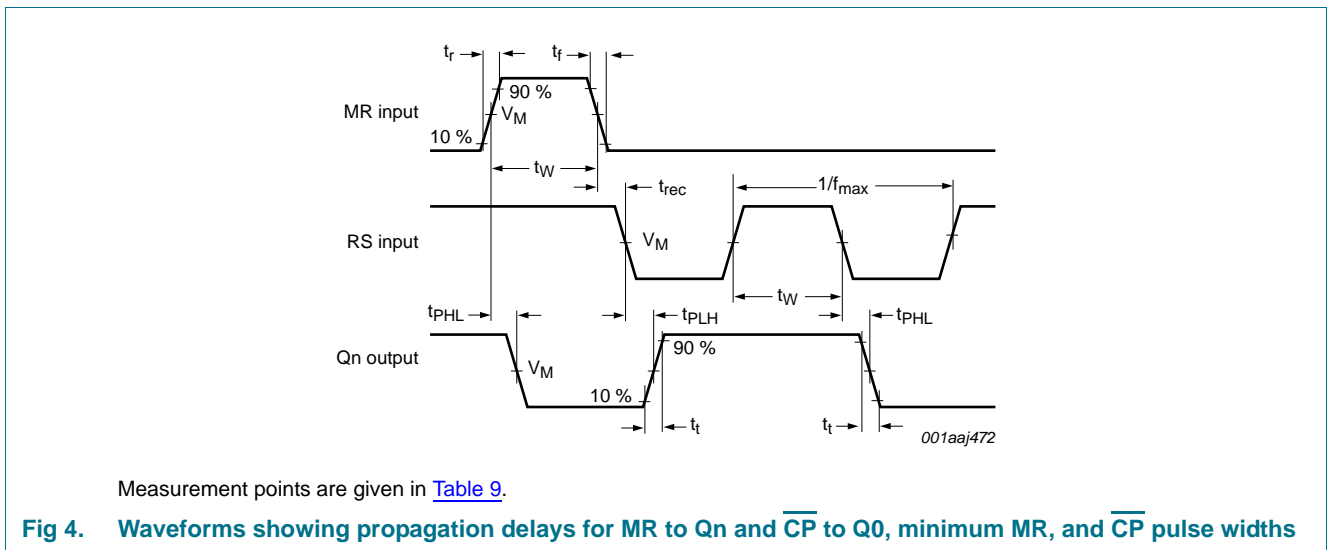 tr
tf
90 %
MR input
VM
10 %
tW
trec
1/fmax
RS input
VM
tW
tPHL
tPLH
tPHL
90 %
Qn output
VM
10 %
tt
tt
001aaj472
Measurement points are given in Table 9.
Fig 4. Waveforms showing propagation delays for MR to Qn and C̅P̅ to Q0, minimum MR, and C̅P̅ pulse widths